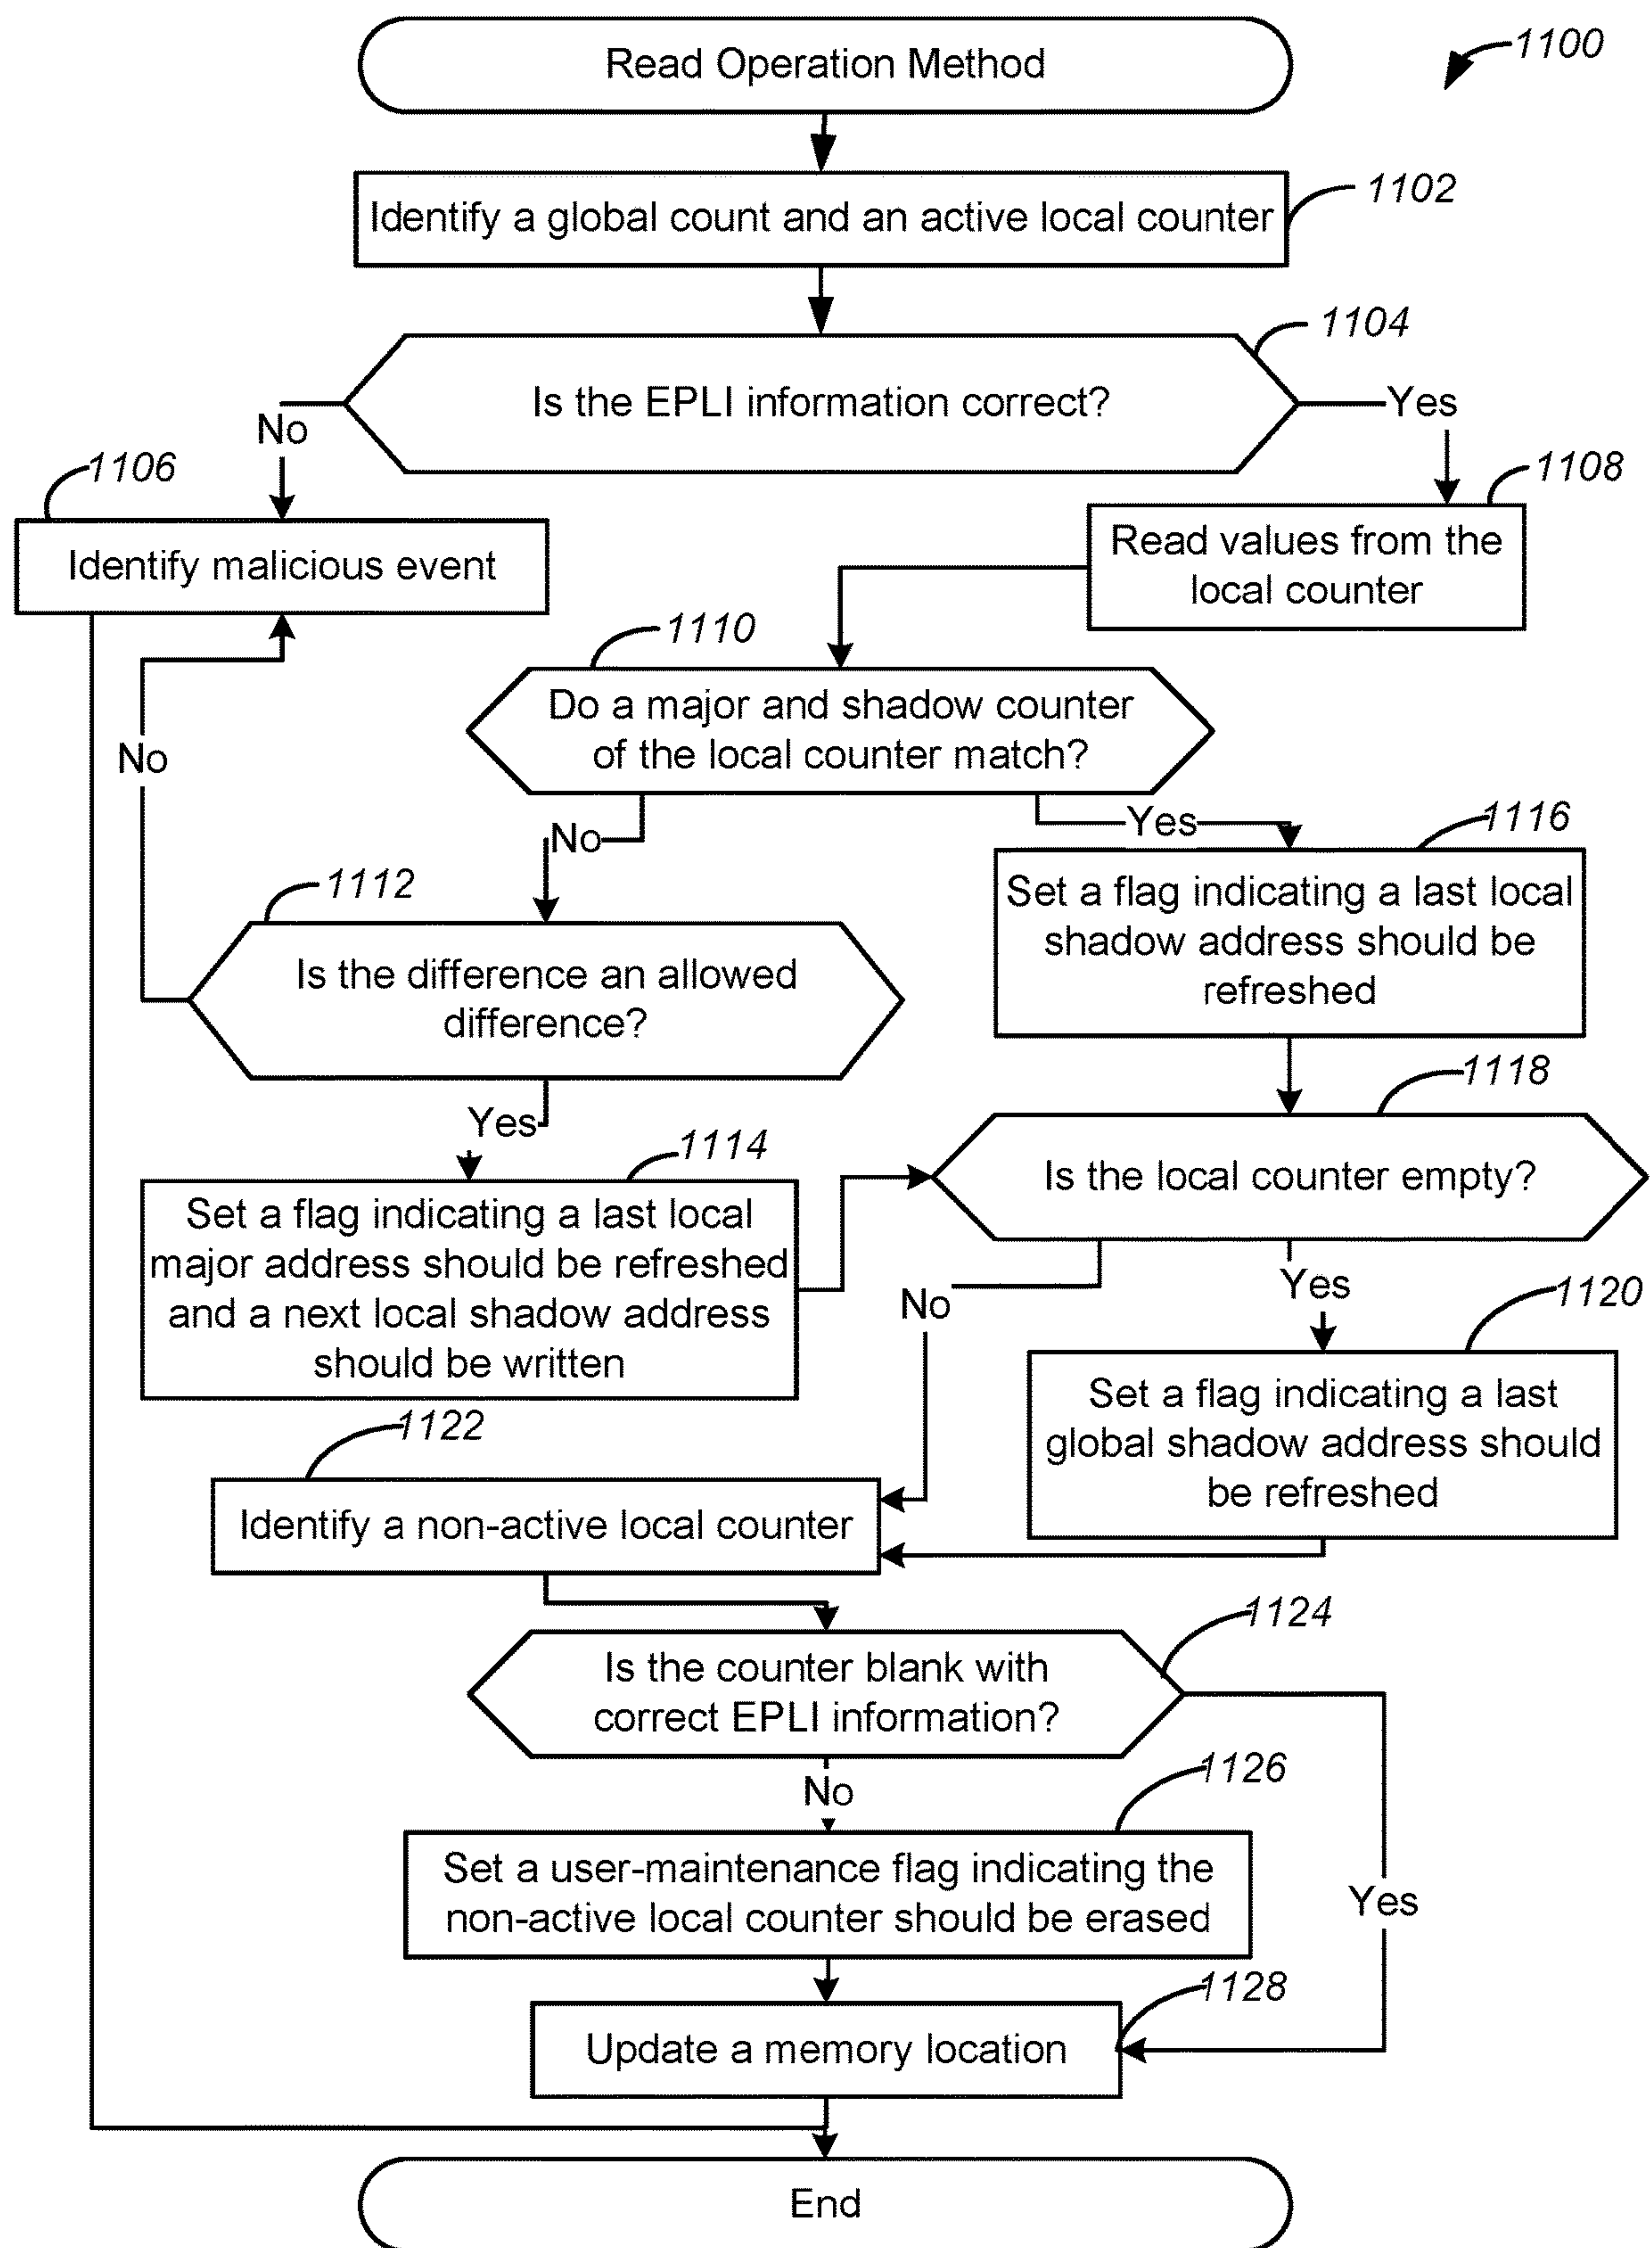 Read Operation Method
1100
Identify a global count and an active local counter
1102
1104
Is the EPLI information correct?
No
Yes
1106
1108
Identify malicious event
Read values from the
local counter
1110
Do a major and shadow counter
of the local counter match?
No
No
Yes
1116
1112
Set a flag indicating a last local
shadow address should be
refreshed
Is the difference an allowed
difference?
1118
Yes
1114
Is the local counter empty?
Set a flag indicating a last local
major address should be refreshed
and a next local shadow address
should be written
No
Yes
1120
Set a flag indicating a last
global shadow address should
be refreshed
1122
Identify a non-active local counter
1124
Is the counter blank with
correct EPLI information?
No
1126
Set a user-maintenance flag indicating the
non-active local counter should be erased
Yes
1128
Update a memory location
End